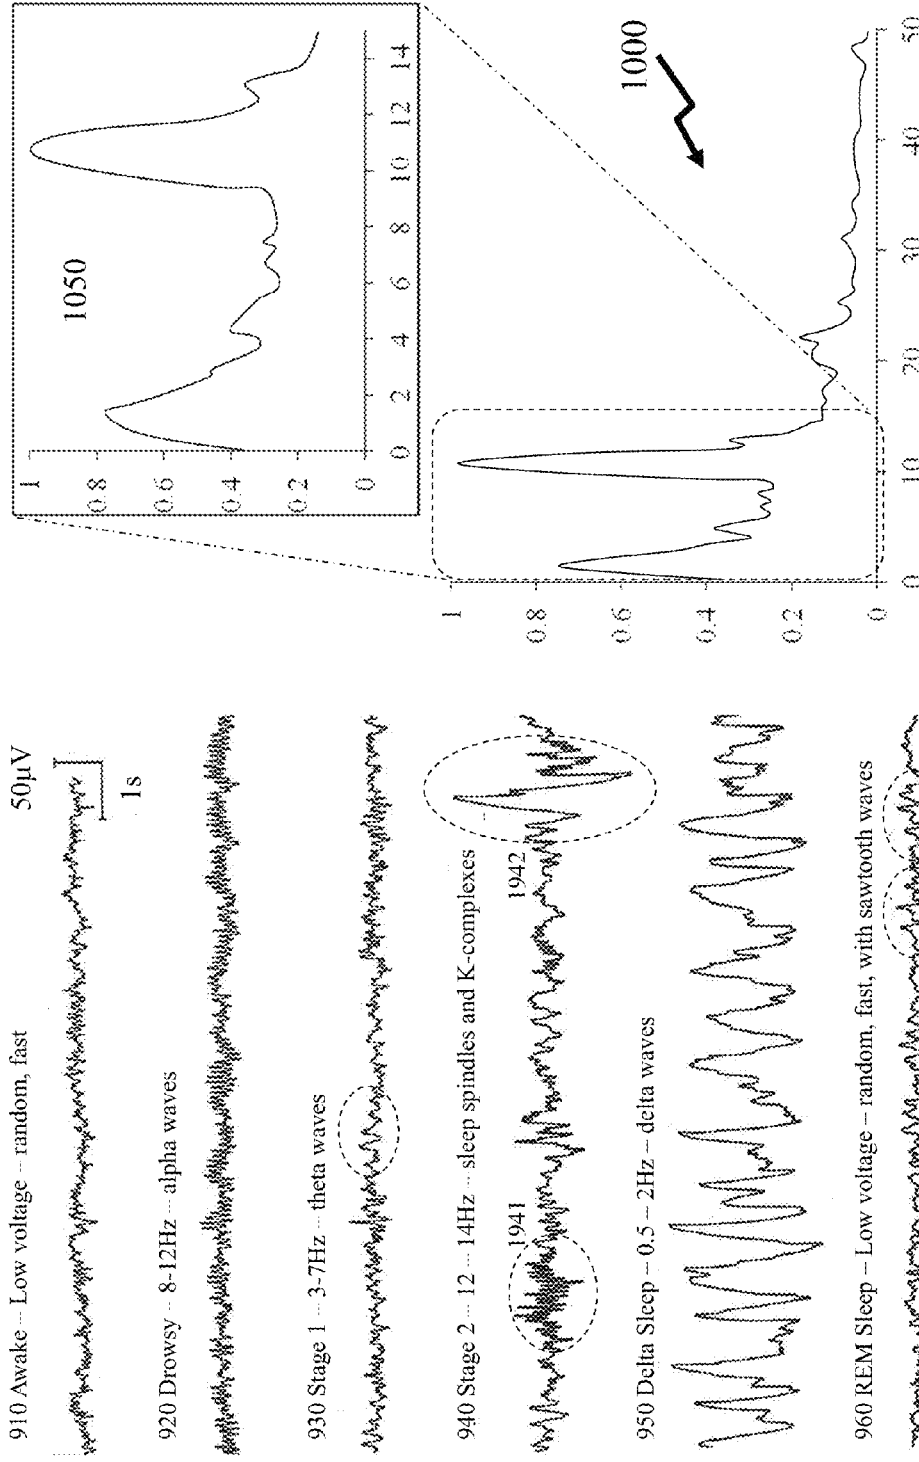 910 Awake – Low voltage – random, fast
50µV
1s
920 Drowsy – 8-12Hz – alpha waves
930 Stage 1 – 3-7Hz – theta waves
940 Stage 2 – 12 – 14Hz – sleep spindles and K-complexes
1941
1942
950 Delta Sleep – 0.5 – 2Hz – delta waves
960 REM Sleep – Low voltage – random, fast, with sawtooth waves
1050
1
0.8
0.6
0.4
0.2
0
0 2 4 6 8 10 12 14
1000
1
0.8
0.6
0.4
0.2
0
0 10 20 30 40 50